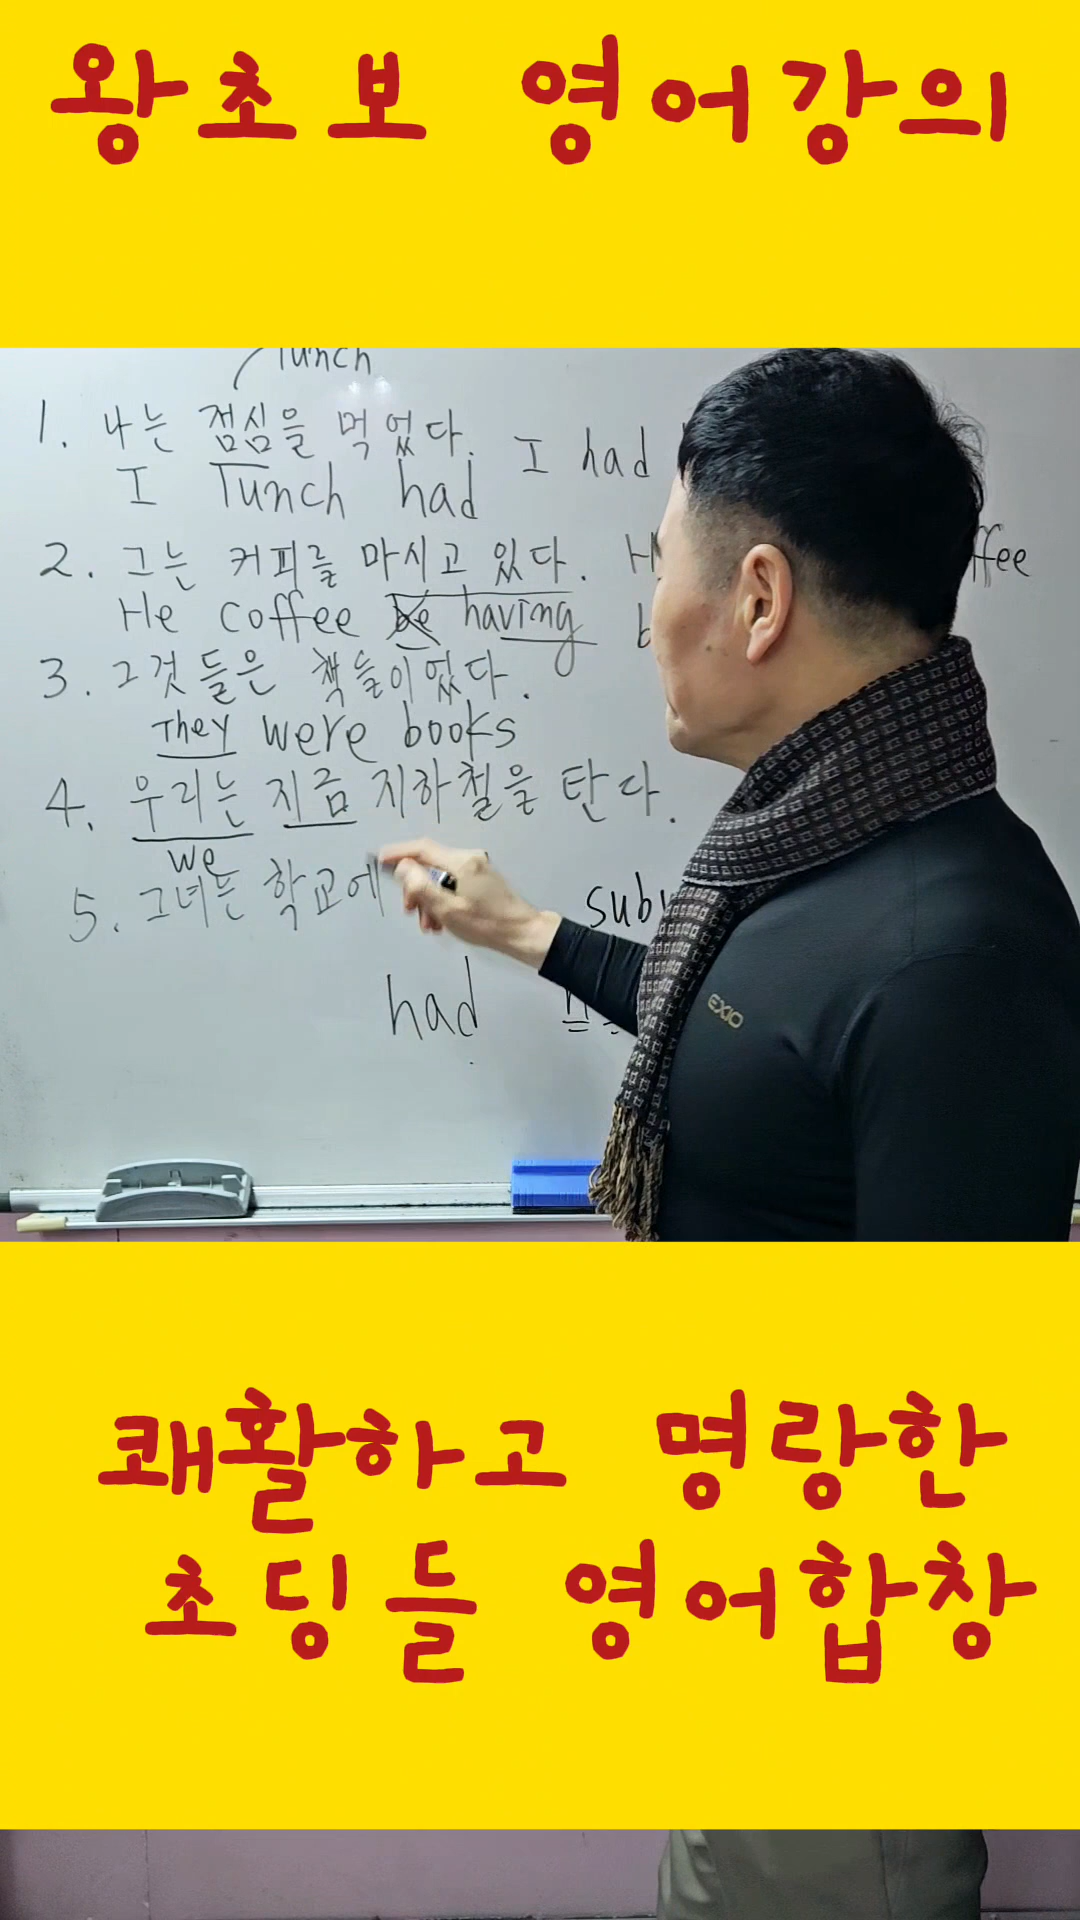 왕초보 영어강의
lunch
1. 나는 점심을 먹었다. I had
I lunch had
2. 그는 커피를 마시고 있다. H
He coffee be having b
3. 그것들은 책들이었다.
They were books
4. 우리는 지금 지하철을 탄다.
we
5. 그녀는 학교에
had
EXIO
쾌활하고 명랑한
초딩들 영어합창